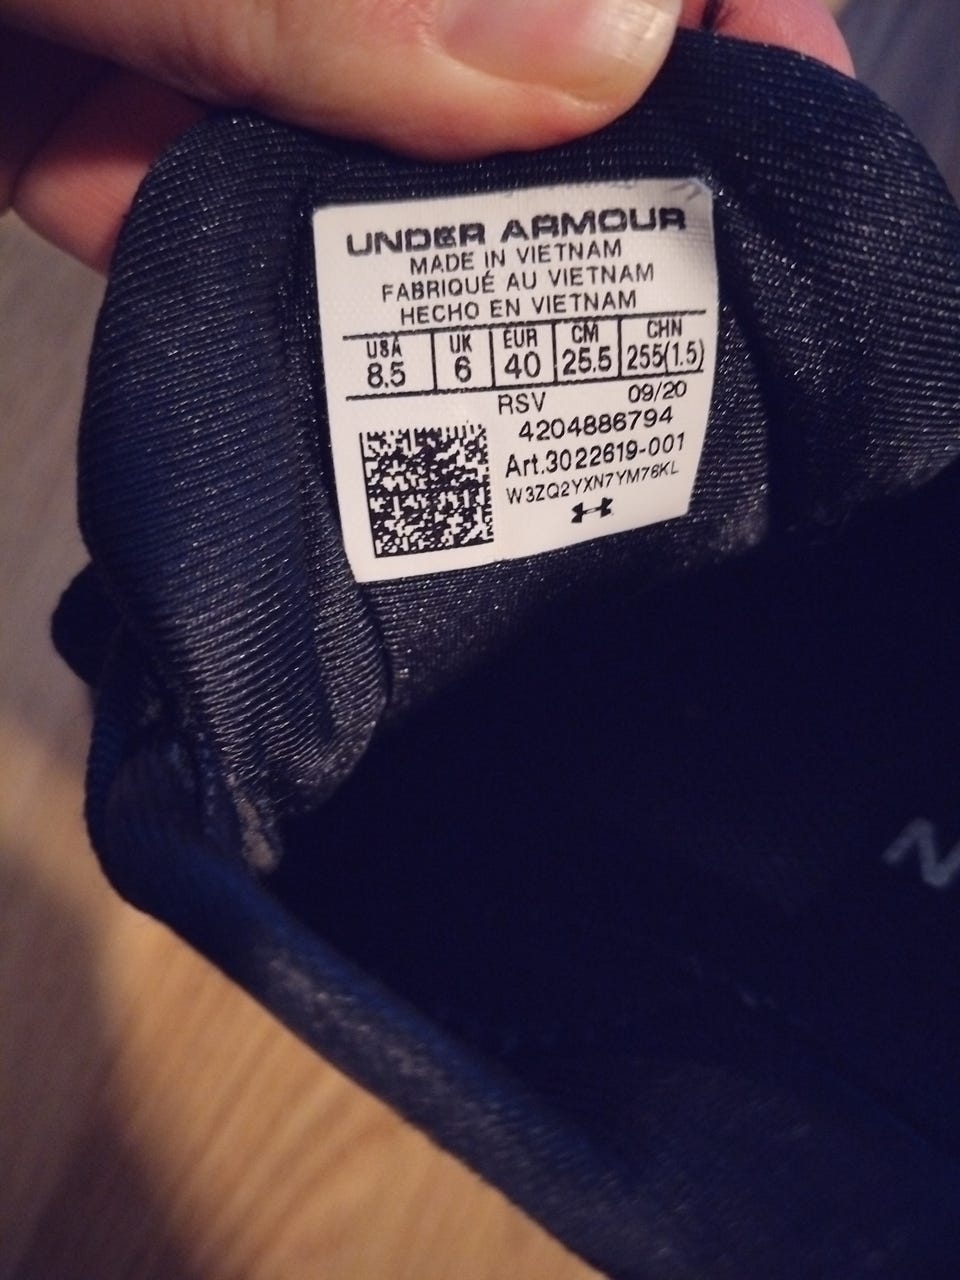 UNDER ARMOUR
MADE IN VIETNAM
FABRIQUÉ AU VIETNAM
HECHO EN VIETNAM
USA UK EUR CM CHN
8.5 6 40 25.5 255(1.5)
RSV 09/20
4204886794
Art.3022619-001
W3ZQ2YXN7YM76KL